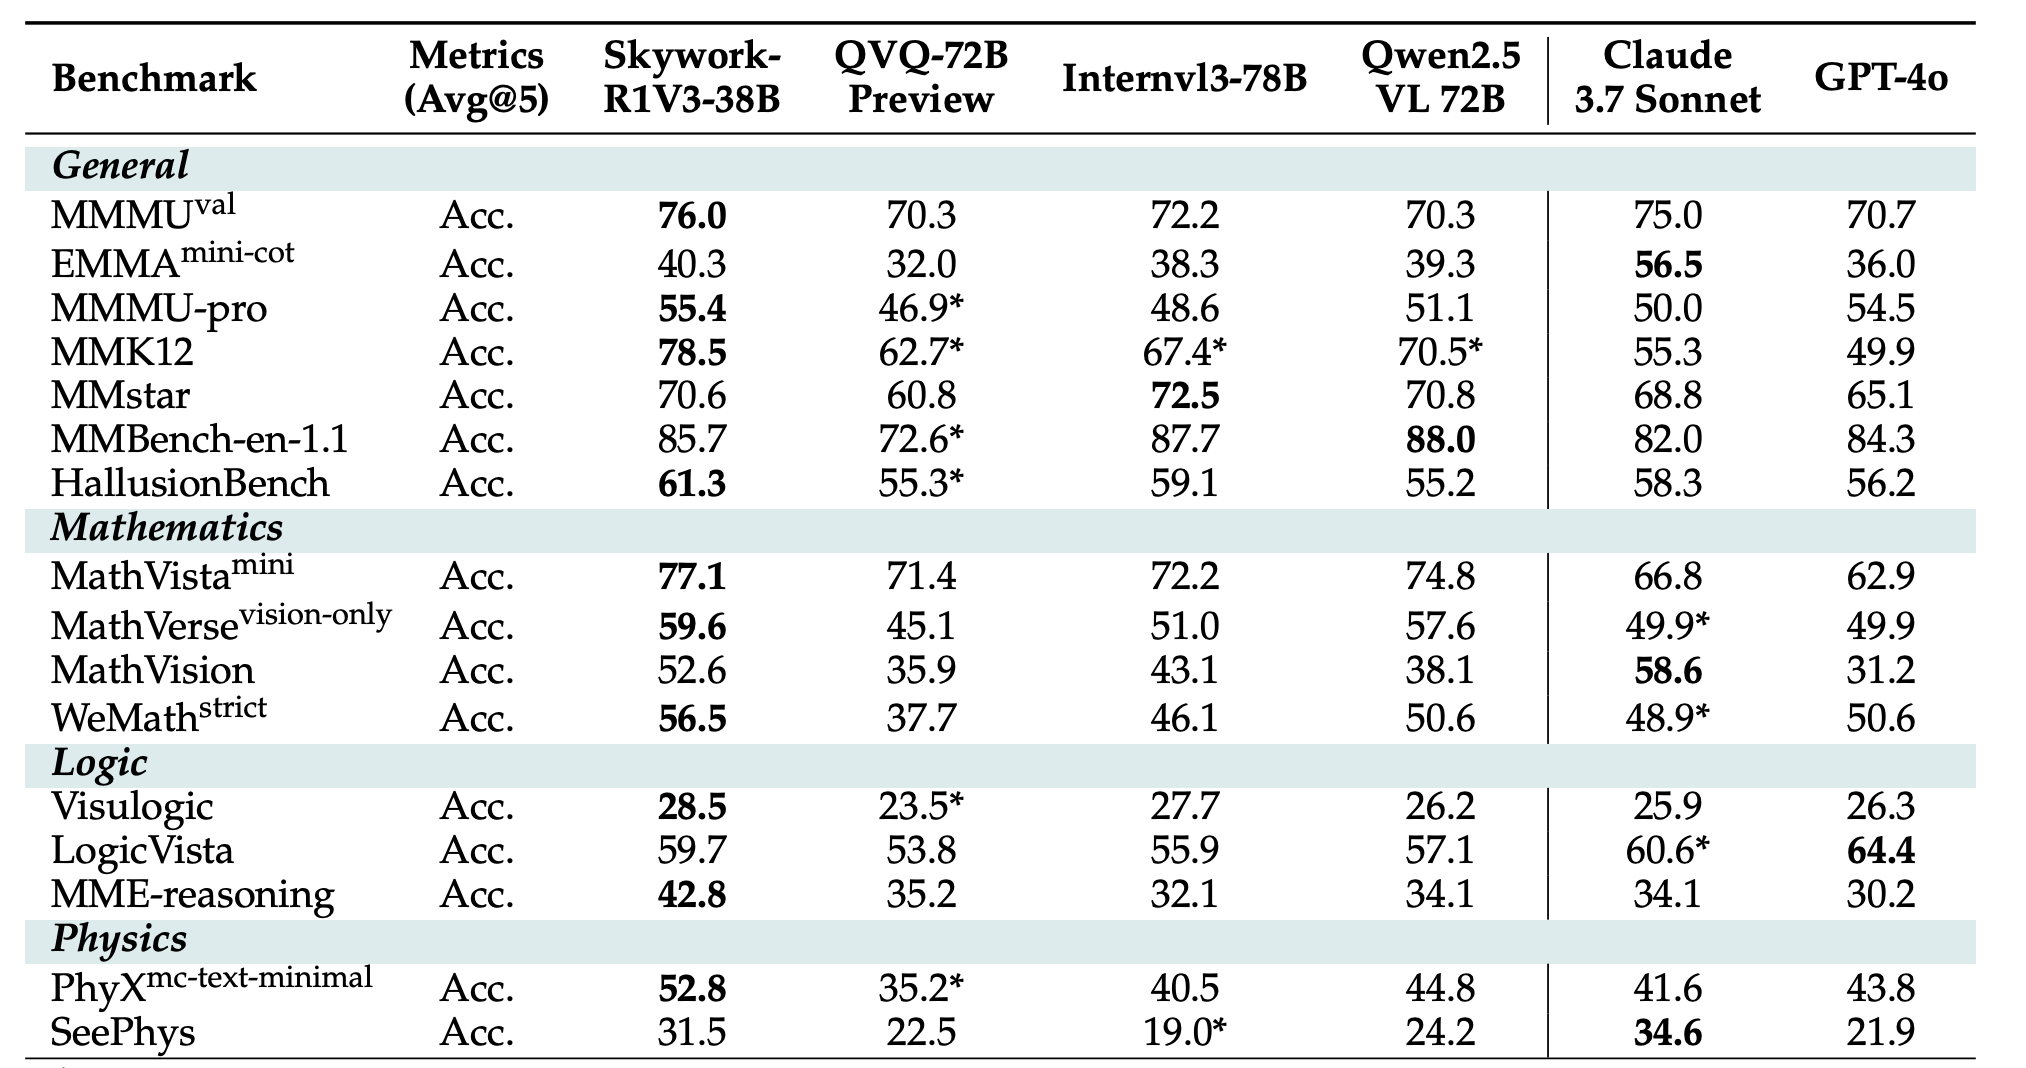 Benchmark Metrics (Avg@5) Skywork-R1V3-38B QVQ-72B Preview Internvl3-78B Qwen2.5 VL 72B Claude 3.7 Sonnet GPT-4o
General
MMMU^val Acc. 76.0 70.3 72.2 70.3 75.0 70.7
EMMA^mini-cot Acc. 40.3 32.0 38.3 39.3 56.5 36.0
MMMU-pro Acc. 55.4 46.9* 48.6 51.1 50.0 54.5
MMK12 Acc. 78.5 62.7* 67.4* 70.5* 55.3 49.9
MMstar Acc. 70.6 60.8 72.5 70.8 68.8 65.1
MMBench-en-1.1 Acc. 85.7 72.6* 87.7 88.0 82.0 84.3
HallusionBench Acc. 61.3 55.3* 59.1 55.2 58.3 56.2
Mathematics
MathVista^mini Acc. 77.1 71.4 72.2 74.8 66.8 62.9
MathVerse^vision-only Acc. 59.6 45.1 51.0 57.6 49.9* 49.9
MathVision Acc. 52.6 35.9 43.1 38.1 58.6 31.2
WeMath^strict Acc. 56.5 37.7 46.1 50.6 48.9* 50.6
Logic
Visulogic Acc. 28.5 23.5* 27.7 26.2 25.9 26.3
LogicVista Acc. 59.7 53.8 55.9 57.1 60.6* 64.4
MME-reasoning Acc. 42.8 35.2 32.1 34.1 34.1 30.2
Physics
PhyX^mc-text-minimal Acc. 52.8 35.2* 40.5 44.8 41.6 43.8
SeePhys Acc. 31.5 22.5 19.0* 24.2 34.6 21.9